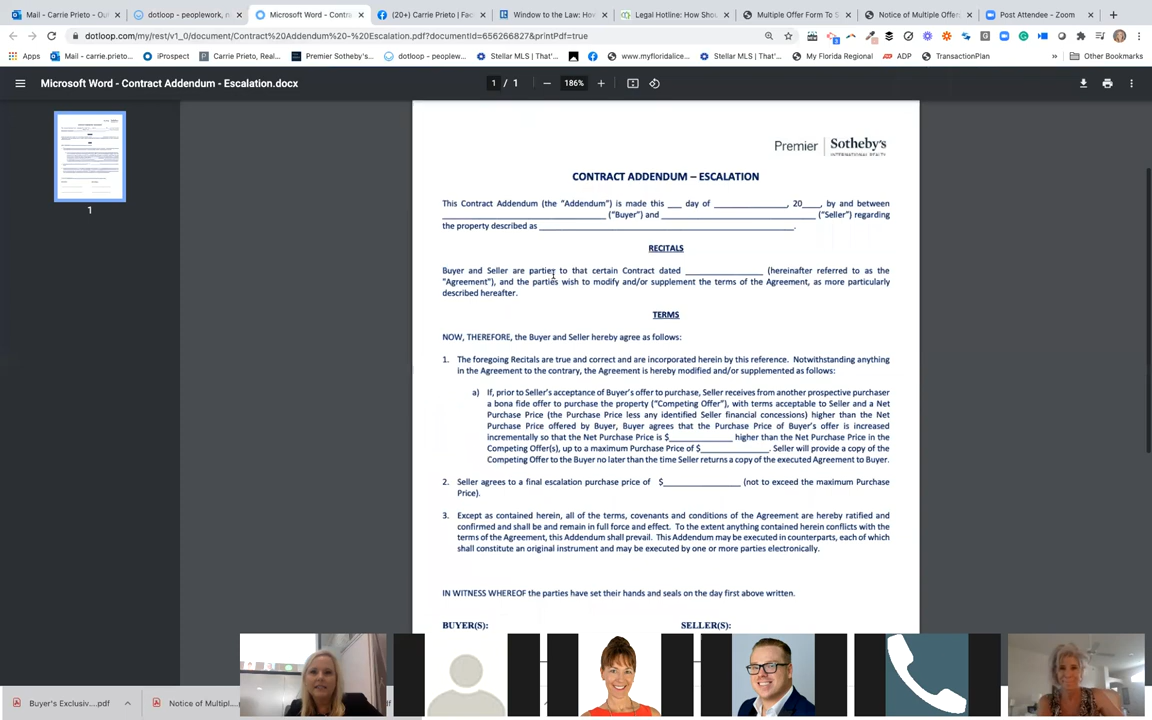 Mail - Carrie Prieto - Out
dotloop - peoplework, n
Microsoft Word - Contra
(20+) Carrie Prieto | Fac
Window to the Law: Ho
Legal Hotline: How Shou
Multiple Offer Form To S
Notice of Multiple Offer
Post Attendee - Zoom
dotloop.com/my/rest/v1_0/document/Contract%20Addendum%20-%20Escalation.pdf?documentId=656266827&printPdf=true
Apps
Mail - carrie.prieto...
iProspect
Carrie Prieto, Real...
Premier Sotheby's...
dotloop - peoplew...
Stellar MLS | That'...
www.myfloridalice...
Stellar MLS | That'...
My Florida Regional
ADP
TransactionPlan
»
Other Bookmarks
Microsoft Word - Contract Addendum - Escalation.docx
1 / 1
186%
1
Premier | Sotheby's
INTERNATIONAL REALTY
CONTRACT ADDENDUM – ESCALATION
This Contract Addendum (the "Addendum") is made this ___ day of ________________, 20____, by and between
____________________________________ ("Buyer") and __________________________________ ("Seller") regarding
the property described as ________________________________________________________.
RECITALS
Buyer and Seller are parties to that certain Contract dated _________________ (hereinafter referred to as the
"Agreement"), and the parties wish to modify and/or supplement the terms of the Agreement, as more particularly
described hereafter.
TERMS
NOW, THEREFORE, the Buyer and Seller hereby agree as follows:
1. The foregoing Recitals are true and correct and are incorporated herein by this reference. Notwithstanding anything
in the Agreement to the contrary, the Agreement is hereby modified and/or supplemented as follows:
a) If, prior to Seller's acceptance of Buyer's offer to purchase, Seller receives from another prospective purchaser
a bona fide offer to purchase the property ("Competing Offer"), with terms acceptable to Seller and a Net
Purchase Price (the Purchase Price less any identified Seller financial concessions) higher than the Net
Purchase Price offered by Buyer, Buyer agrees that the Purchase Price of Buyer's offer is increased
incrementally so that the Net Purchase Price is $______________ higher than the Net Purchase Price in the
Competing Offer(s), up to a maximum Purchase Price of $_______________. Seller will provide a copy of the
Competing Offer to the Buyer no later than the time Seller returns a copy of the executed Agreement to Buyer.
2. Seller agrees to a final escalation purchase price of $_________________ (not to exceed the maximum Purchase
Price).
3. Except as contained herein, all of the terms, covenants and conditions of the Agreement are hereby ratified and
confirmed and shall be and remain in full force and effect. To the extent anything contained herein conflicts with the
terms of the Agreement, this Addendum shall prevail. This Addendum may be executed in counterparts, each of which
shall constitute an original instrument and may be executed by one or more parties electronically.
IN WITNESS WHEREOF the parties have set their hands and seals on the day first above written.
BUYER(S):
SELLER(S):
Buyer's Exclusiv....pdf
Notice of Multipl....pdf